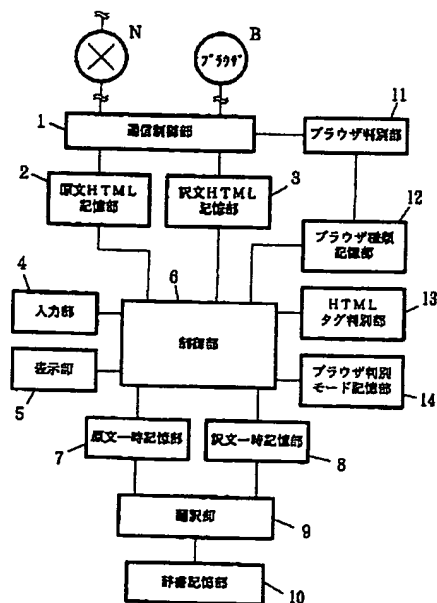 N
B
ブラウザ
1
通信制御部
11
ブラウザ判別部
2
原文HTML
記憶部
3
訳文HTML
記憶部
12
ブラウザ種類
記憶部
4
入力部
6
制御部
13
HTML
タグ判別部
5
表示部
14
ブラウザ判別
モード記憶部
7
原文一時記憶部
8
訳文一時記憶部
9
翻訳部
10
辞書記憶部